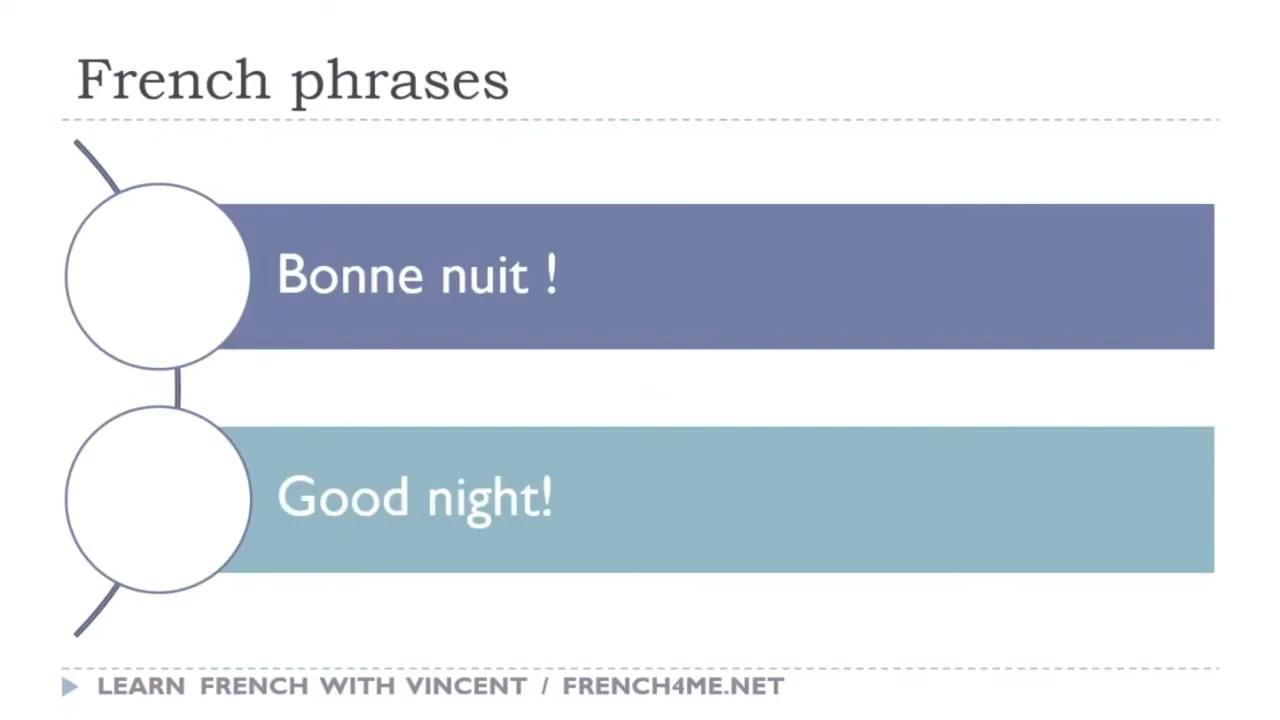 French phrases
Bonne nuit !
Good night!
LEARN FRENCH WITH VINCENT / FRENCH4ME.NET